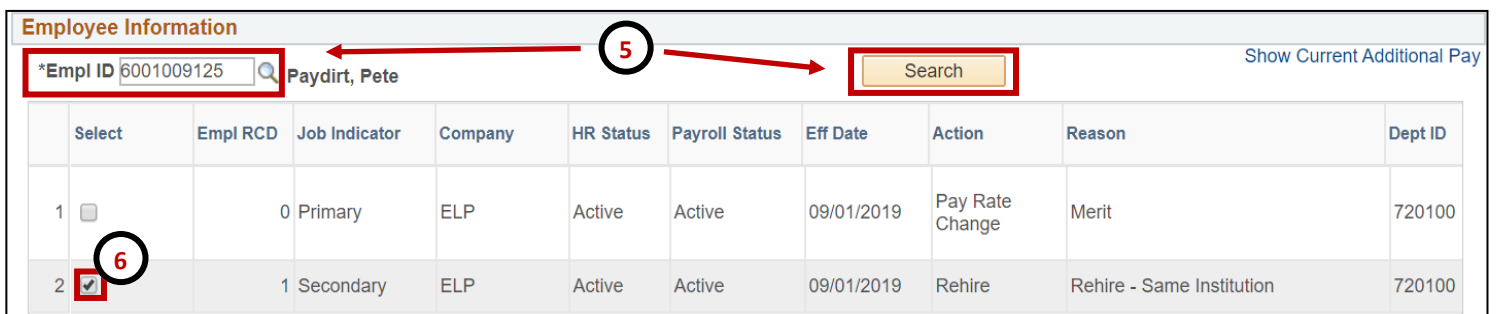 Employee Information
5
*Empl ID 6001009125 Paydirt, Pete Search Show Current Additional Pay
Select Empl RCD Job Indicator Company HR Status Payroll Status Eff Date Action Reason Dept ID
1 0 Primary ELP Active Active 09/01/2019 Pay Rate Change Merit 720100
6
2 1 Secondary ELP Active Active 09/01/2019 Rehire Rehire - Same Institution 720100